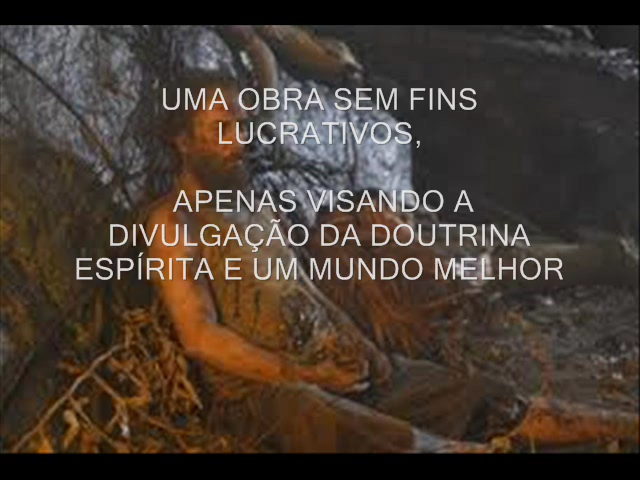 UMA OBRA SEM FINS
LUCRATIVOS,
APENAS VISANDO A
DIVULGAÇÃO DA DOUTRINA
ESPÍRITA E UM MUNDO MELHOR